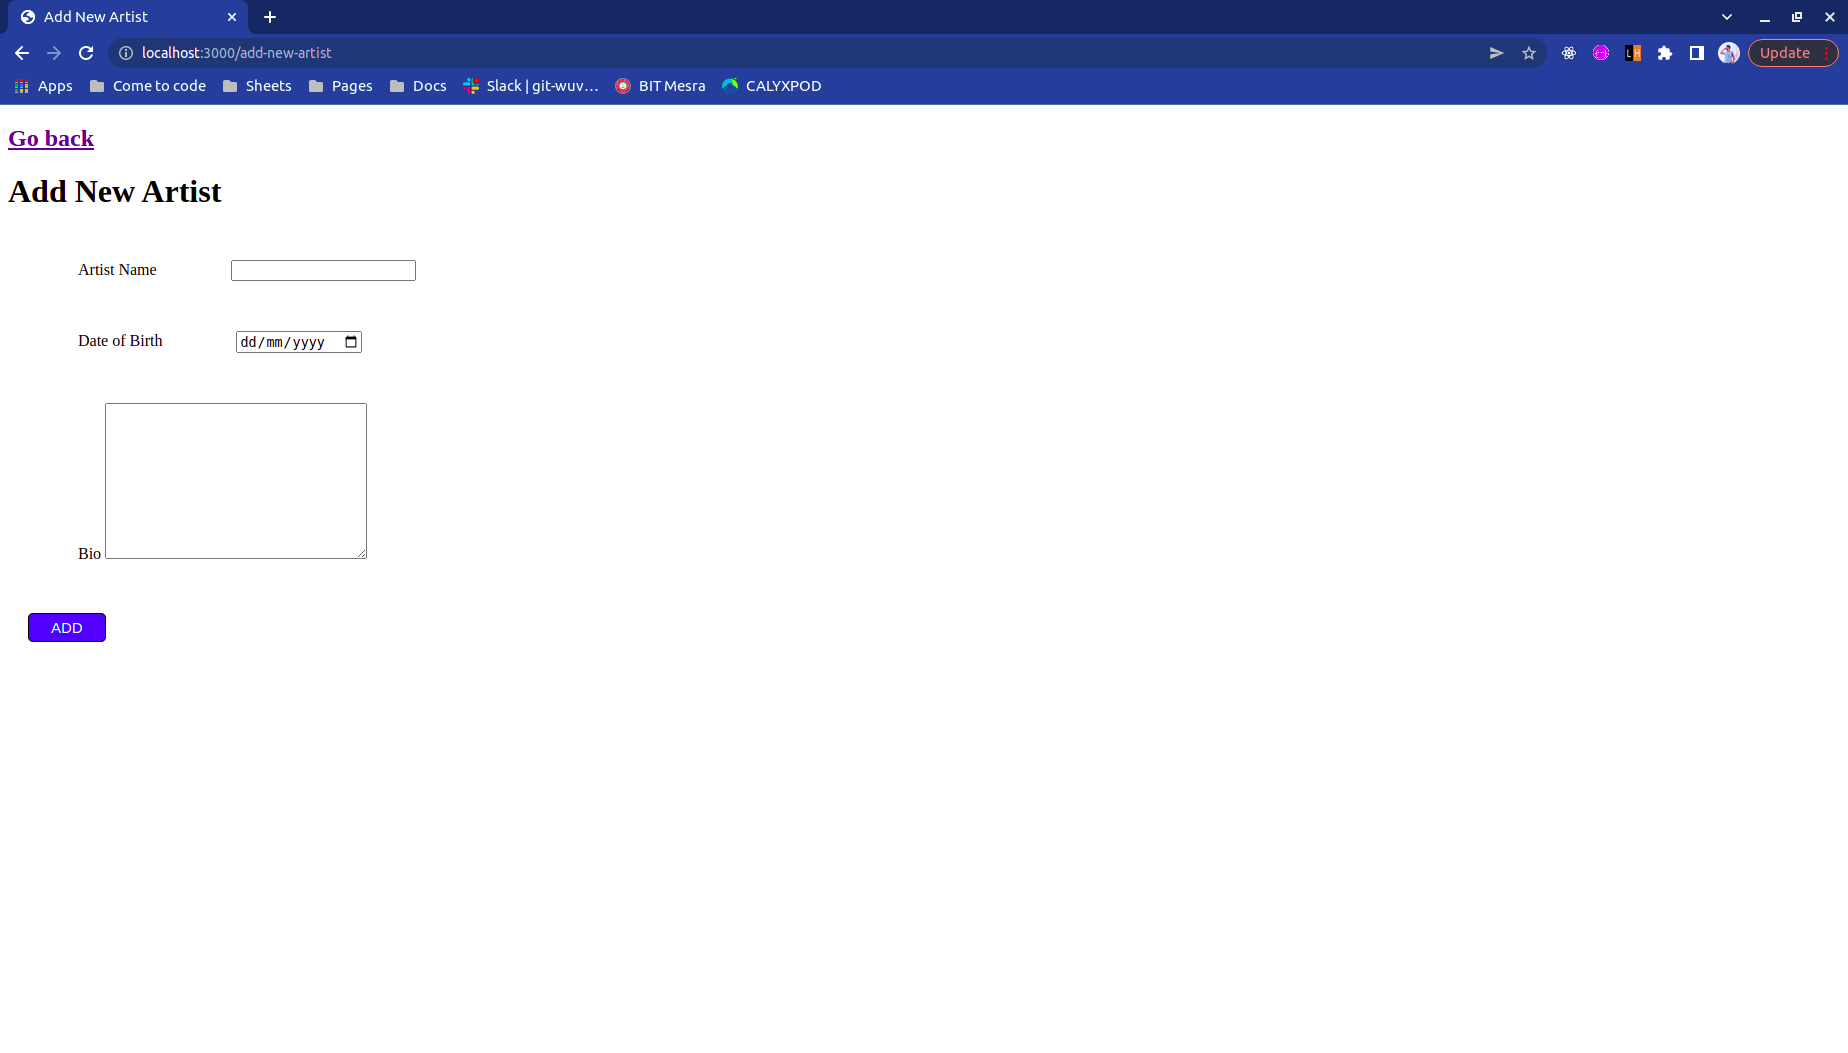 Add New Artist
localhost:3000/add-new-artist
Update
Apps
Come to code
Sheets
Pages
Docs
Slack | git-wuv…
BIT Mesra
CALYXPOD
Go back
Add New Artist
Artist Name
Date of Birth
dd/mm/yyyy
Bio
ADD